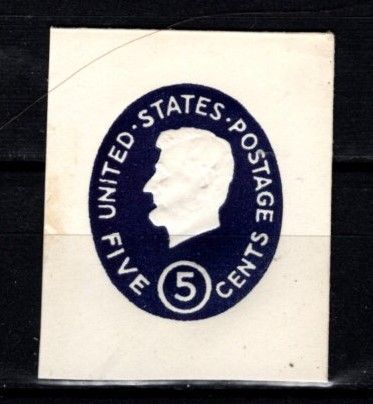 UNITED · STATES · POSTAGE
FIVE 5 CENTS